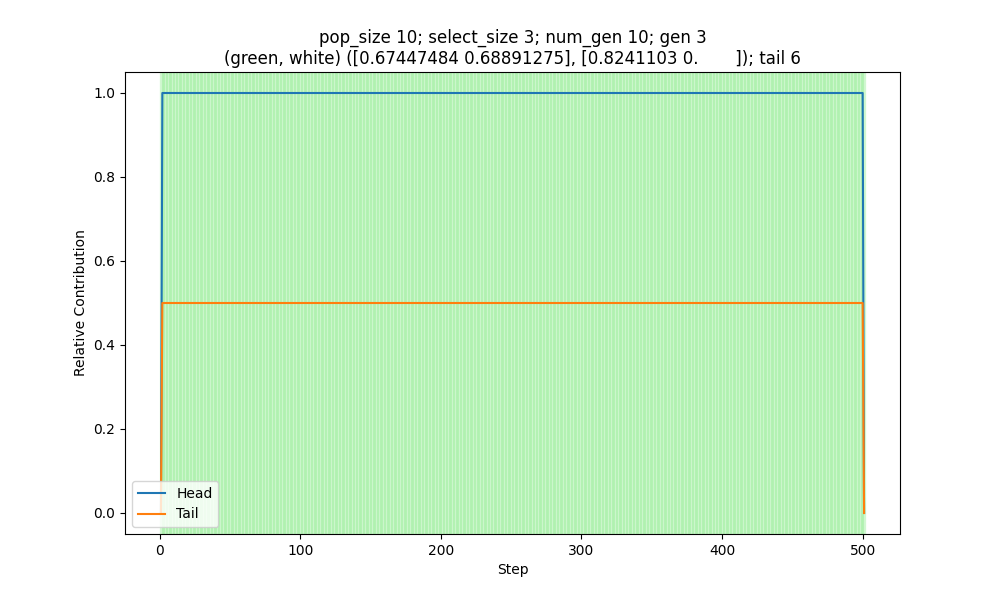 pop_size 10; select_size 3; num_gen 10; gen 3
(green, white) ([0.67447484 0.68891275], [0.8241103 0.        ]); tail 6
Relative Contribution
1.0
0.8
0.6
0.4
0.2
0.0
Head
Tail
0 100 200 300 400 500
Step